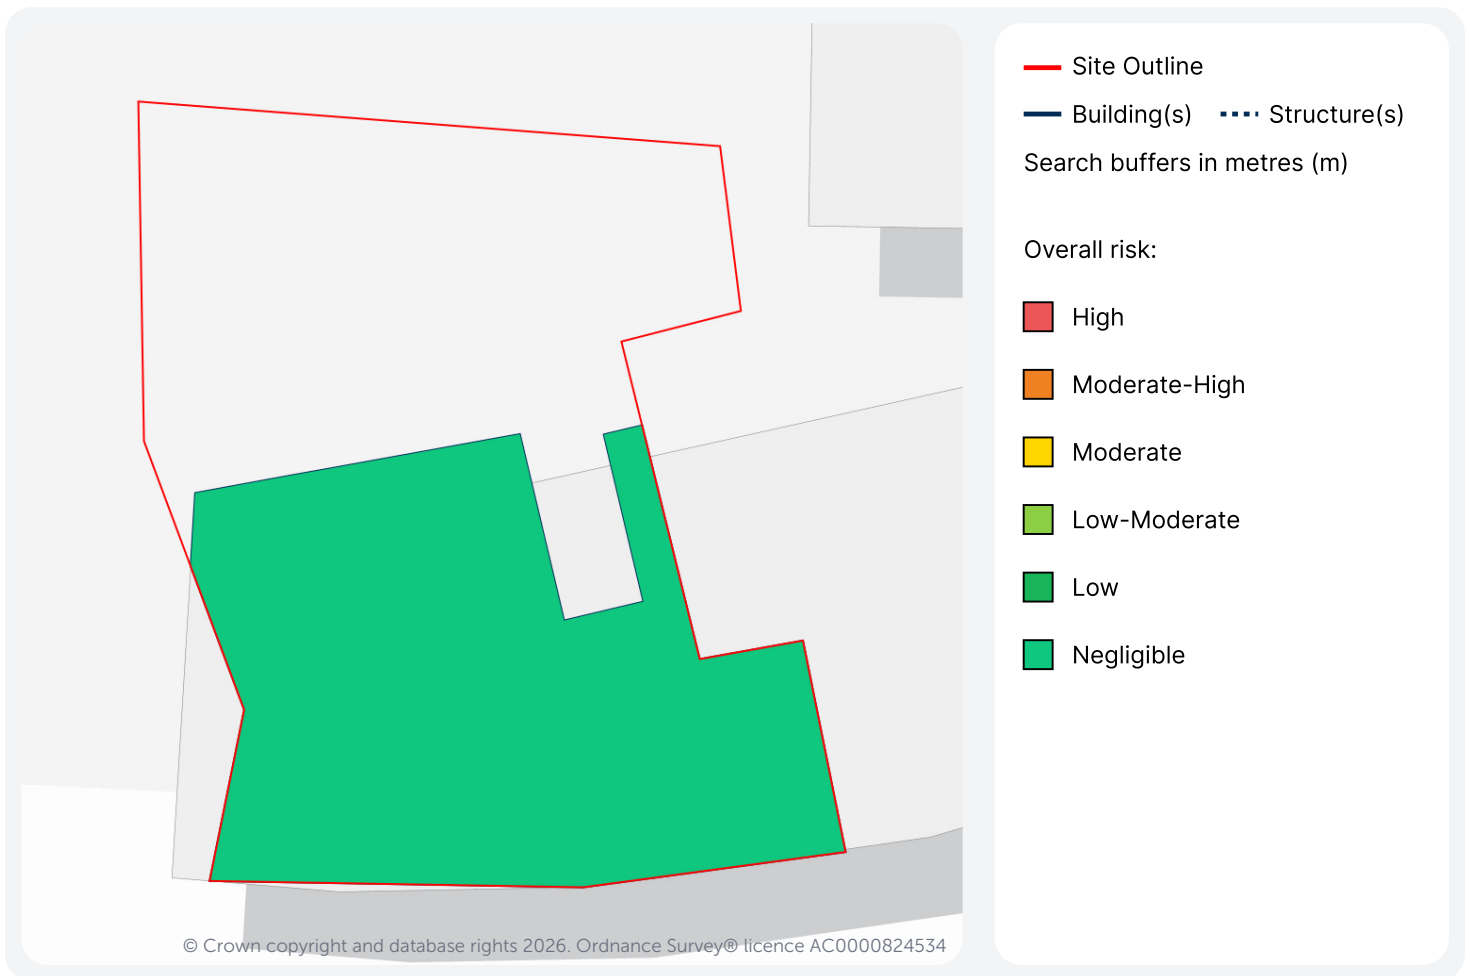 Site Outline
Building(s) Structure(s)
Search buffers in metres (m)
Overall risk:
High
Moderate-High
Moderate
Low-Moderate
Low
Negligible
© Crown copyright and database rights 2026. Ordnance Survey® licence AC0000824534